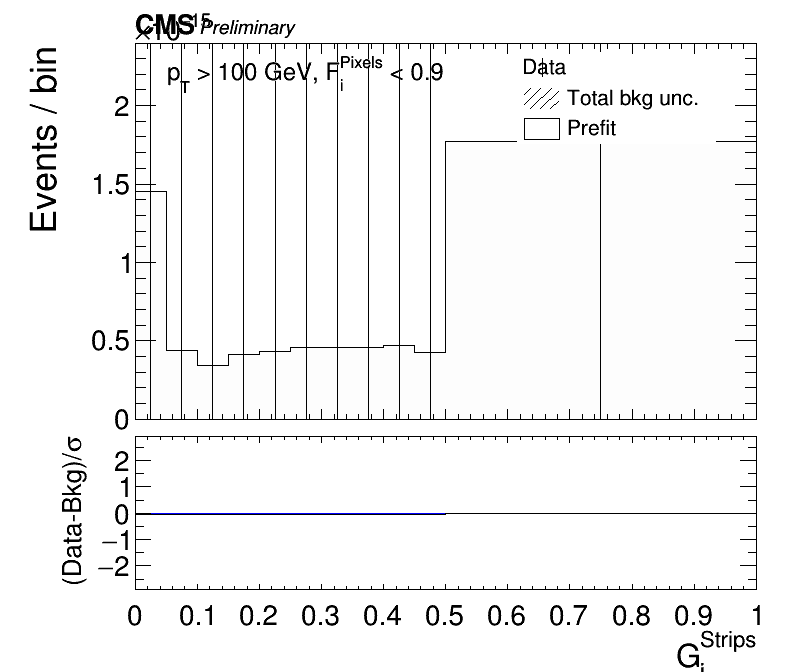 CMS Preliminary
×10^15
p_T > 100 GeV, F_i^Pixels < 0.9
Data
Total bkg unc.
Prefit
Events / bin
2
1.5
1
0.5
0
(Data-Bkg)/σ
2
1
0
−1
−2
0 0.1 0.2 0.3 0.4 0.5 0.6 0.7 0.8 0.9 1
G_i^Strips